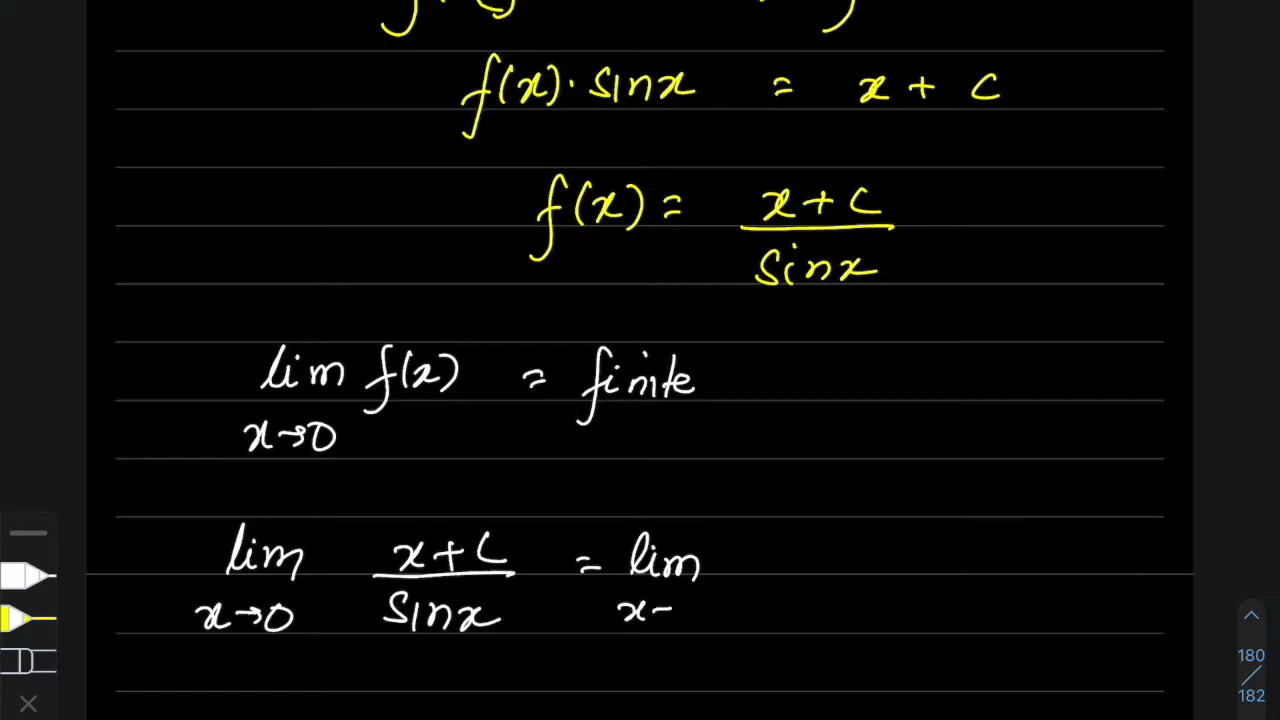 f(x)· sinx = x + c
f(x) = x+c / sinx
lim x→0 f(x) = finite
lim x→0 x+c / sinx = lim x-
180
/
182